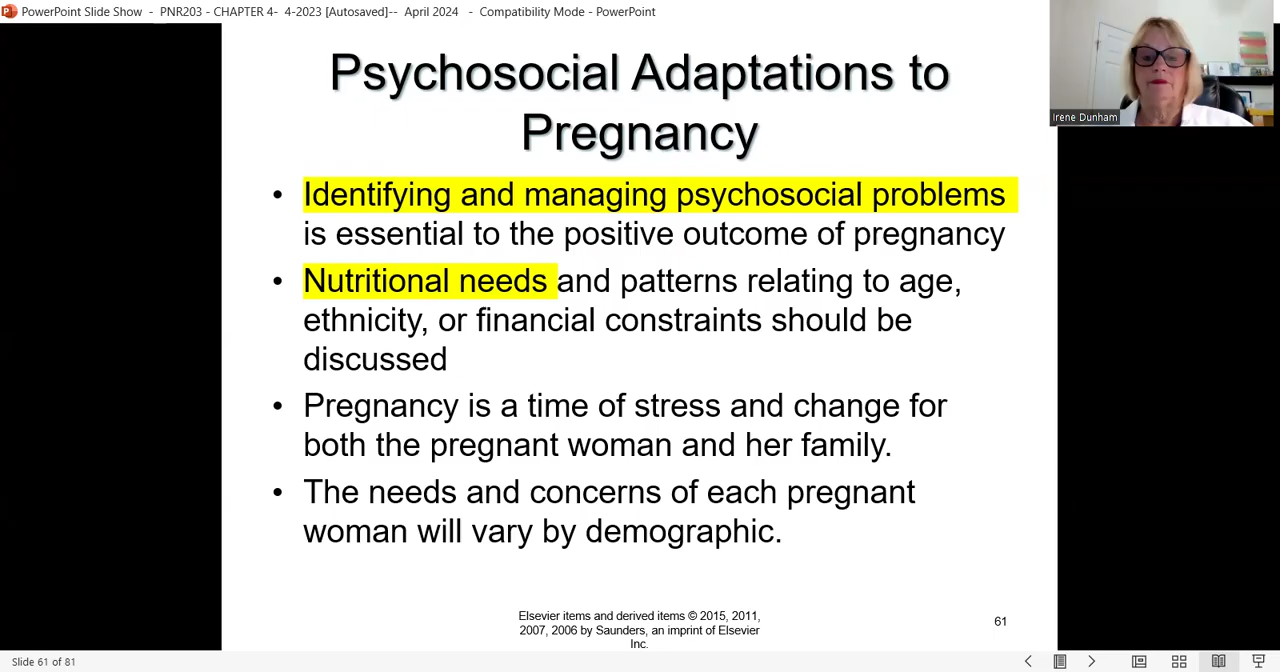 PowerPoint Slide Show - PNR203 - CHAPTER 4- 4-2023 [Autosaved]-- April 2024 - Compatibility Mode - PowerPoint
Irene Dunham
Psychosocial Adaptations to
Pregnancy
• Identifying and managing psychosocial problems
is essential to the positive outcome of pregnancy
• Nutritional needs and patterns relating to age,
ethnicity, or financial constraints should be
discussed
• Pregnancy is a time of stress and change for
both the pregnant woman and her family.
• The needs and concerns of each pregnant
woman will vary by demographic.
Elsevier items and derived items © 2015, 2011,
2007, 2006 by Saunders, an imprint of Elsevier
Inc.
61
Slide 61 of 81